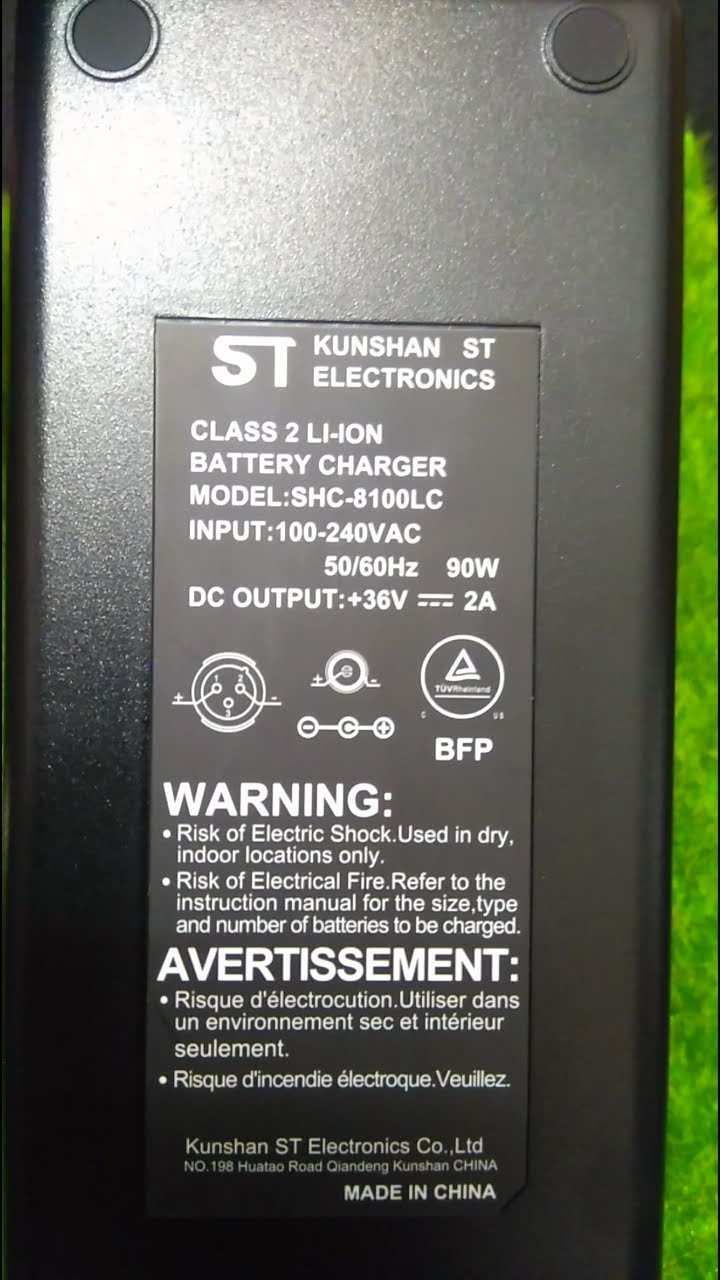 ST KUNSHAN ST
ELECTRONICS
CLASS 2 LI-ION
BATTERY CHARGER
MODEL:SHC-8100LC
INPUT:100-240VAC
50/60Hz 90W
DC OUTPUT:+36V 2A
+ 1 2 3 -
+ -
- C +
TÜVRheinland
C US
BFP
WARNING:
• Risk of Electric Shock.Used in dry,
indoor locations only.
• Risk of Electrical Fire.Refer to the
instruction manual for the size,type
and number of batteries to be charged.
AVERTISSEMENT:
• Risque d'électrocution.Utiliser dans
un environnement sec et intérieur
seulement.
• Risque d'incendie électroque.Veuillez.
Kunshan ST Electronics Co.,Ltd
NO.198 Huatao Road Qiandeng Kunshan CHINA
MADE IN CHINA